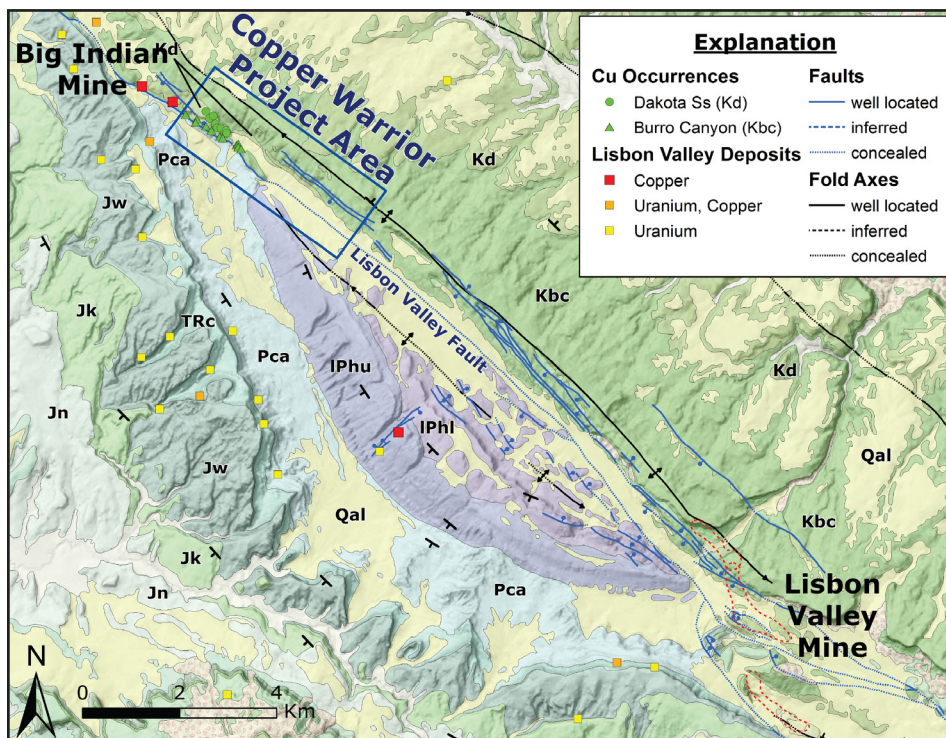 Kd
Big Indian
Mine
Copper Warrior
Project Area
Explanation
Cu Occurrences
Dakota Ss (Kd)
Burro Canyon (Kbc)
Lisbon Valley Deposits
Copper
Uranium, Copper
Uranium
Faults
well located
inferred
concealed
Fold Axes
well located
inferred
concealed
Pca
Kd
Jw
Lisbon Valley Fault
Kbc
Jk
TRc
Pca
IPhu
Kd
IPhl
Jn
Jw
Qal
Qal
Kbc
Jk
Jn
Pca
Lisbon
Valley
Mine
N
0 2 4
Km